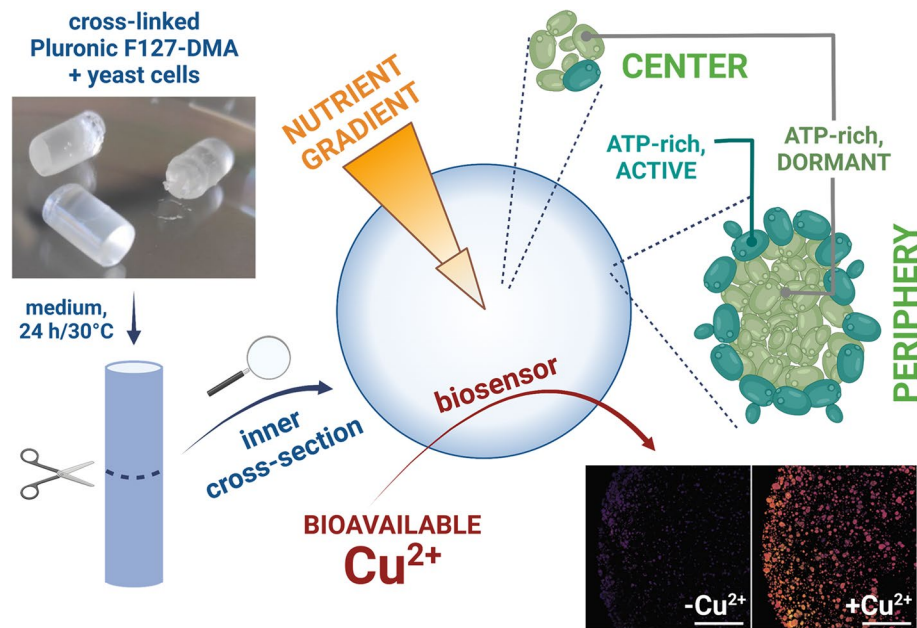 cross-linked
Pluronic F127-DMA
+ yeast cells
medium,
24 h/30°C
NUTRIENT
GRADIENT
CENTER
ATP-rich,
ACTIVE
ATP-rich,
DORMANT
PERIPHERY
inner
cross-section
biosensor
BIOAVAILABLE
Cu²⁺
-Cu²⁺
+Cu²⁺